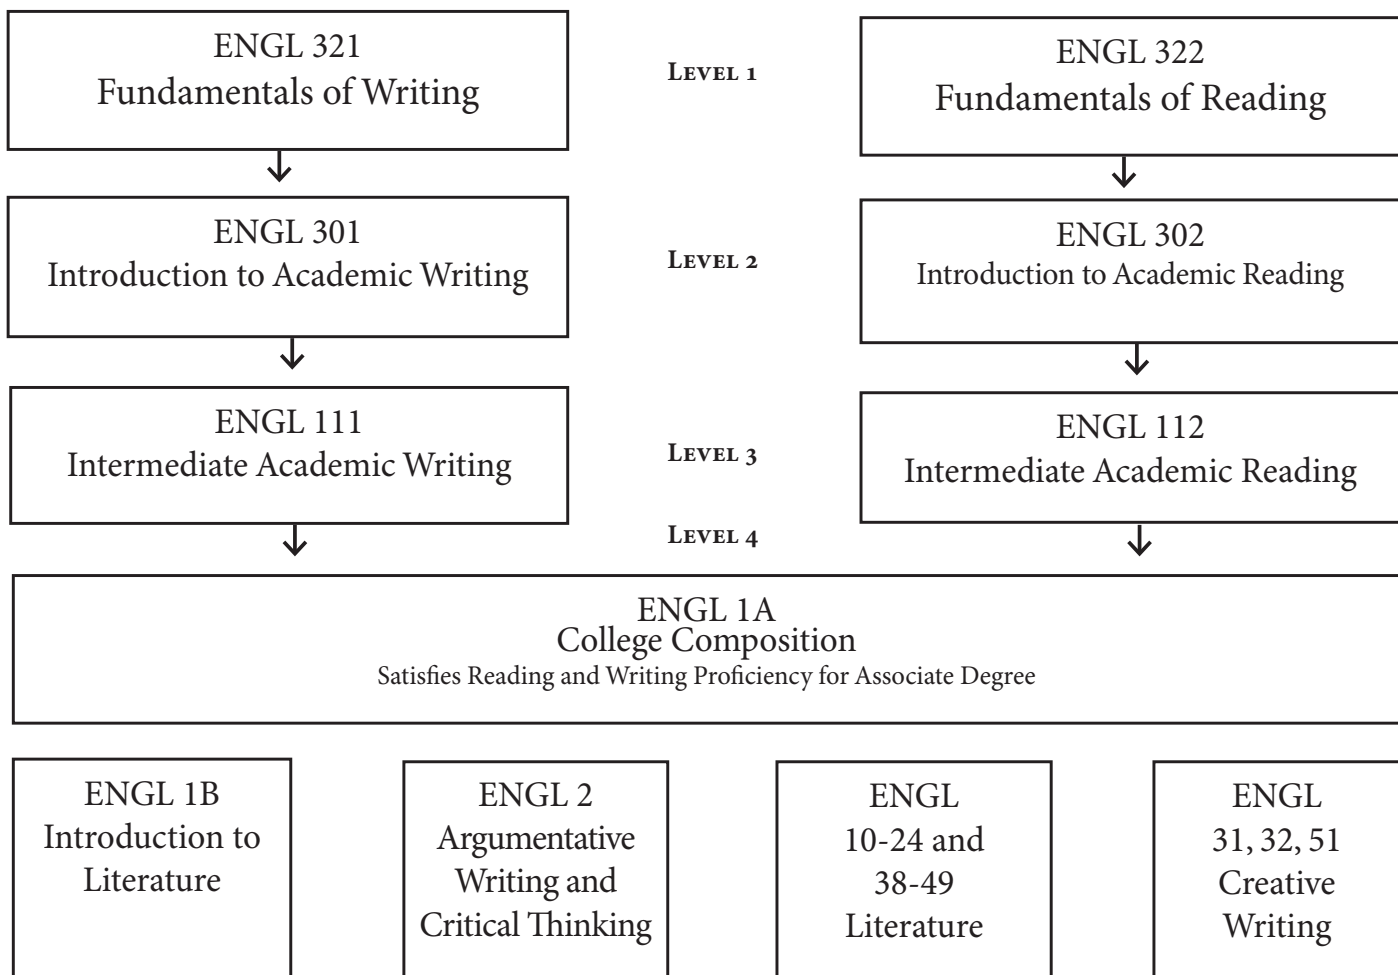 ENGL 321
Fundamentals of Writing
LEVEL 1
ENGL 322
Fundamentals of Reading
ENGL 301
Introduction to Academic Writing
LEVEL 2
ENGL 302
Introduction to Academic Reading
ENGL 111
Intermediate Academic Writing
LEVEL 3
ENGL 112
Intermediate Academic Reading
LEVEL 4
ENGL 1A
College Composition
Satisfies Reading and Writing Proficiency for Associate Degree
ENGL 1B
Introduction to
Literature
ENGL 2
Argumentative
Writing and
Critical Thinking
ENGL
10-24 and
38-49
Literature
ENGL
31, 32, 51
Creative
Writing